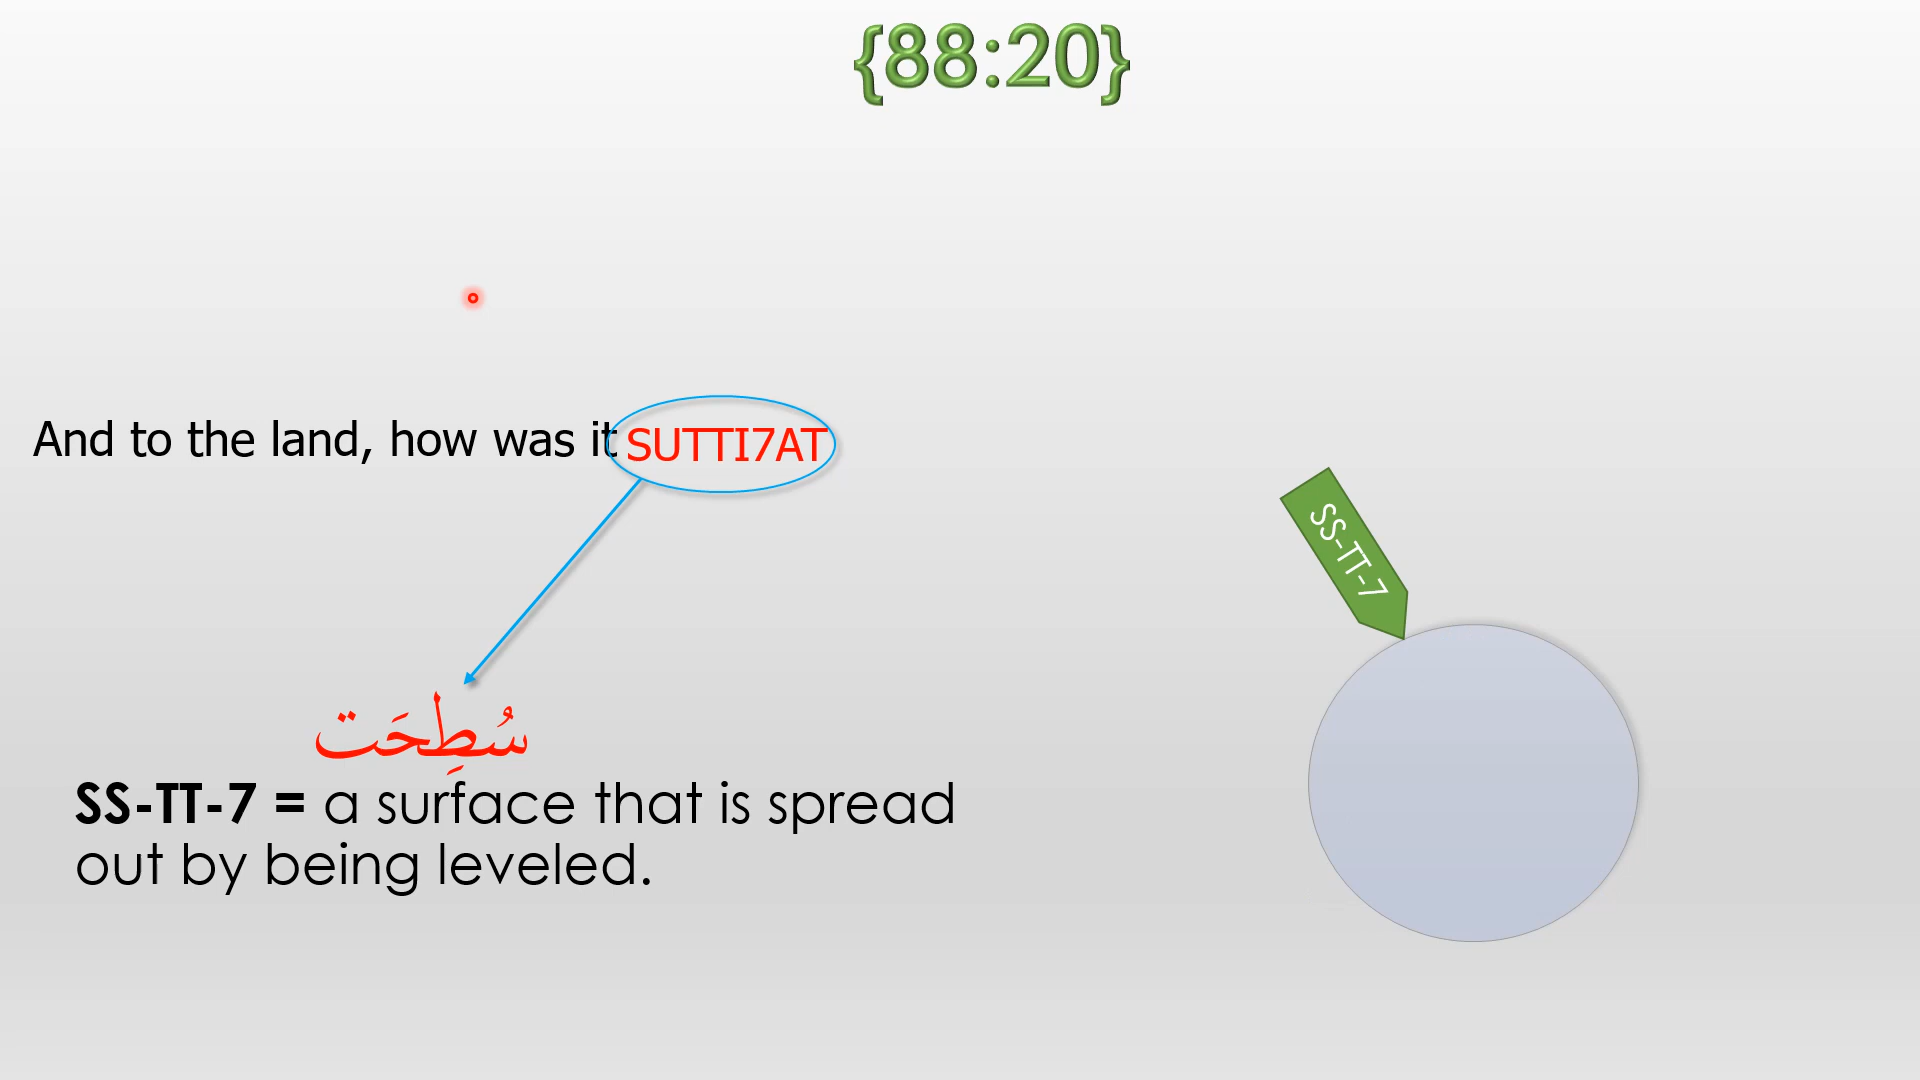 {88:20}
And to the land, how was it SUTTI7AT
SS-TT-7
سُطِحَت
SS-TT-7 = a surface that is spread
out by being leveled.